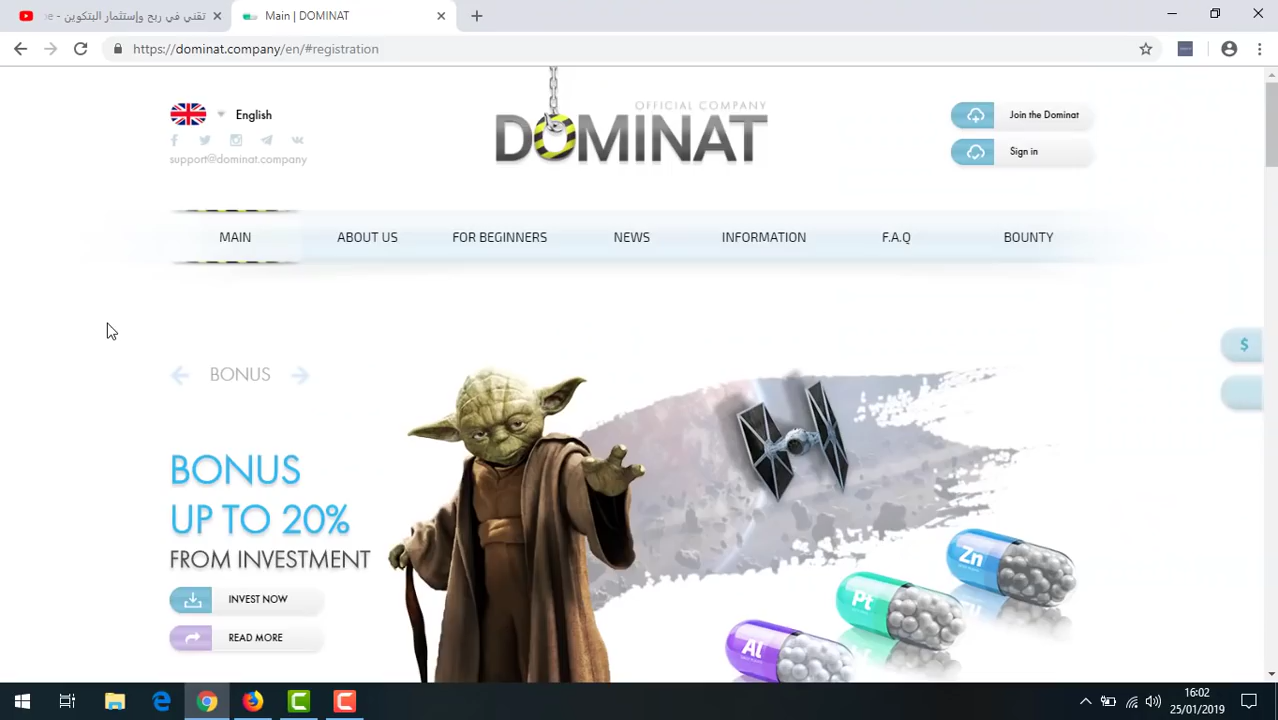 تقني في ربح وإستثمار البتكوين - 
Main | DOMINAT
https://dominat.company/en/#registration
English
support@dominat.company
OFFICIAL COMPANY
DOMINAT
Join the Dominat
Sign in
MAIN
ABOUT US
FOR BEGINNERS
NEWS
INFORMATION
F.A.Q
BOUNTY
$
BONUS
BONUS
UP TO 20%
FROM INVESTMENT
INVEST NOW
READ MORE
Zn
Pt
Al
16:02
25/01/2019